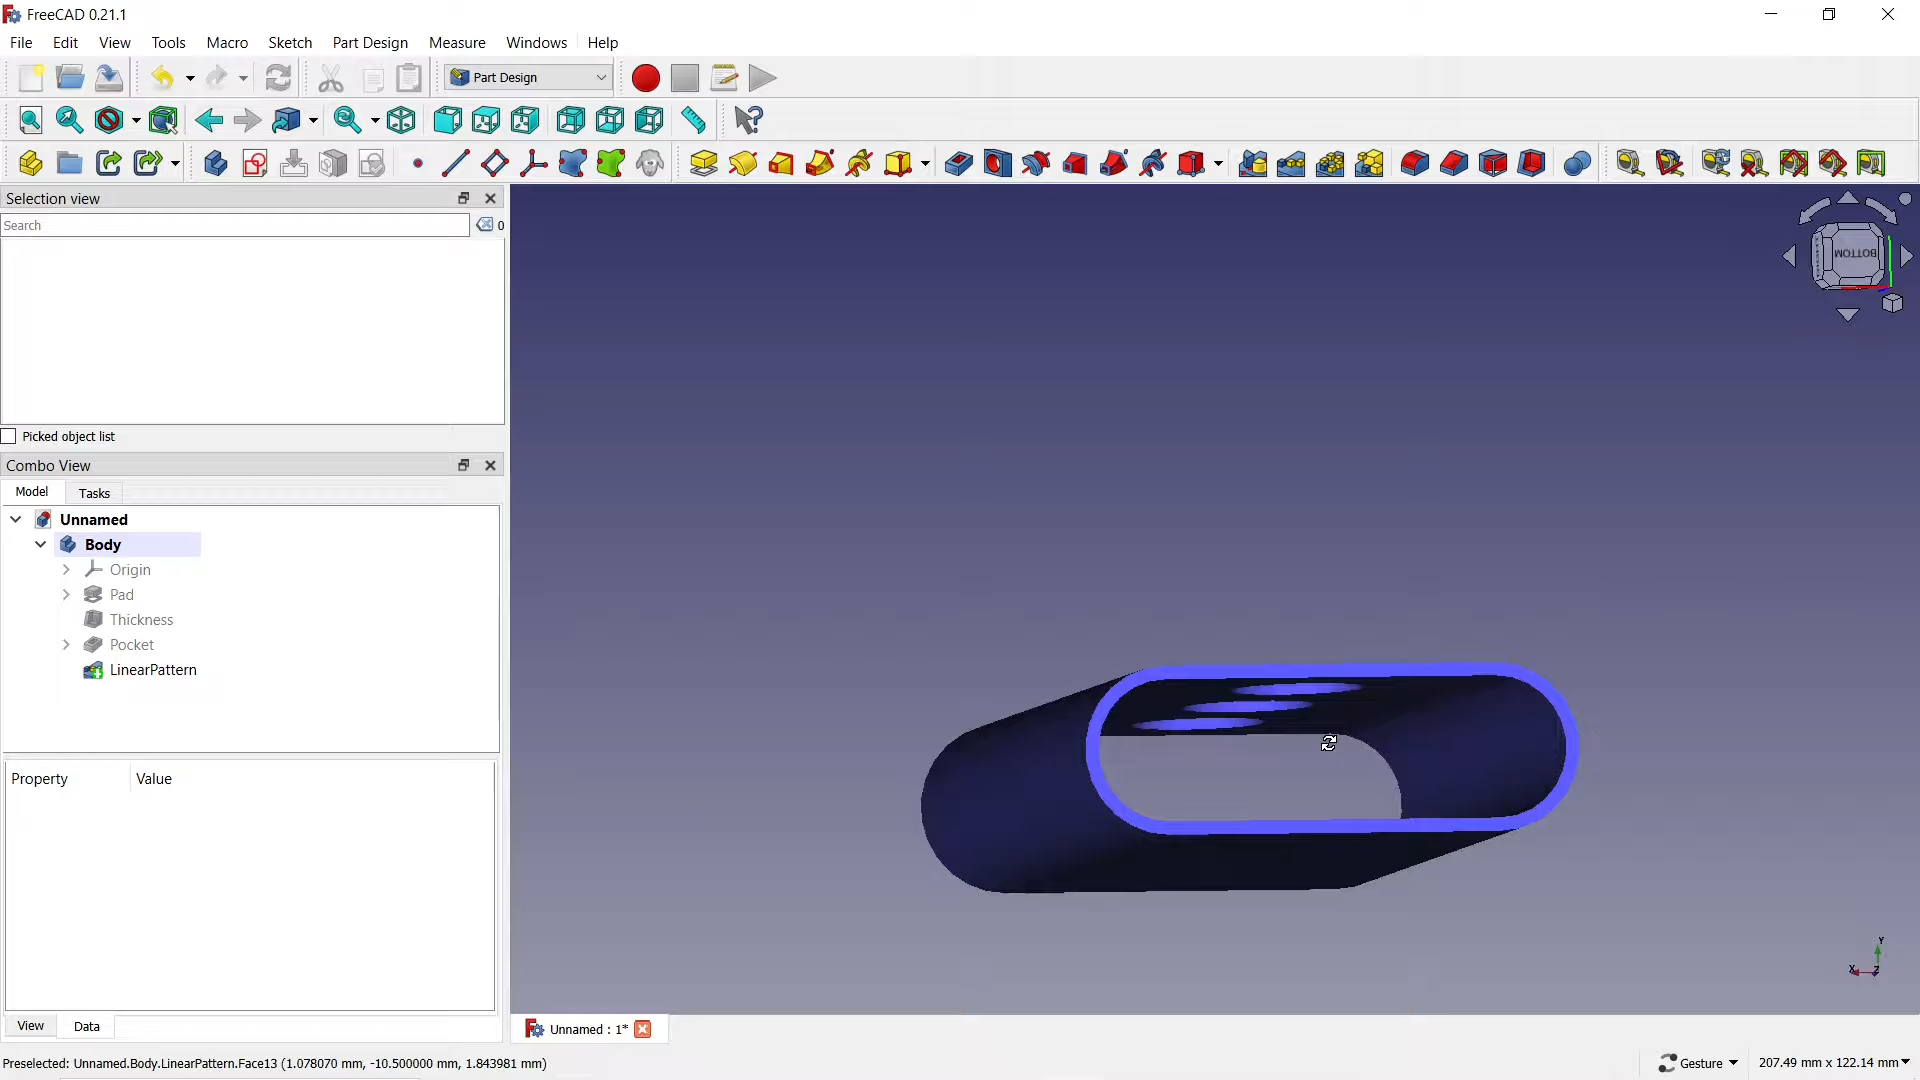 FreeCAD 0.21.1
File Edit View Tools Macro Sketch Part Design Measure Windows Help
Part Design
Selection view
Search
0
Picked object list
Combo View
Model Tasks
Unnamed
Body
Origin
Pad
Thickness
Pocket
LinearPattern
Property Value
View Data
BOTTOM
Y
X Z
Unnamed : 1*
Preselected: Unnamed.Body.LinearPattern.Face13 (1.078070 mm, -10.500000 mm, 1.843981 mm)
Gesture
207.49 mm x 122.14 mm